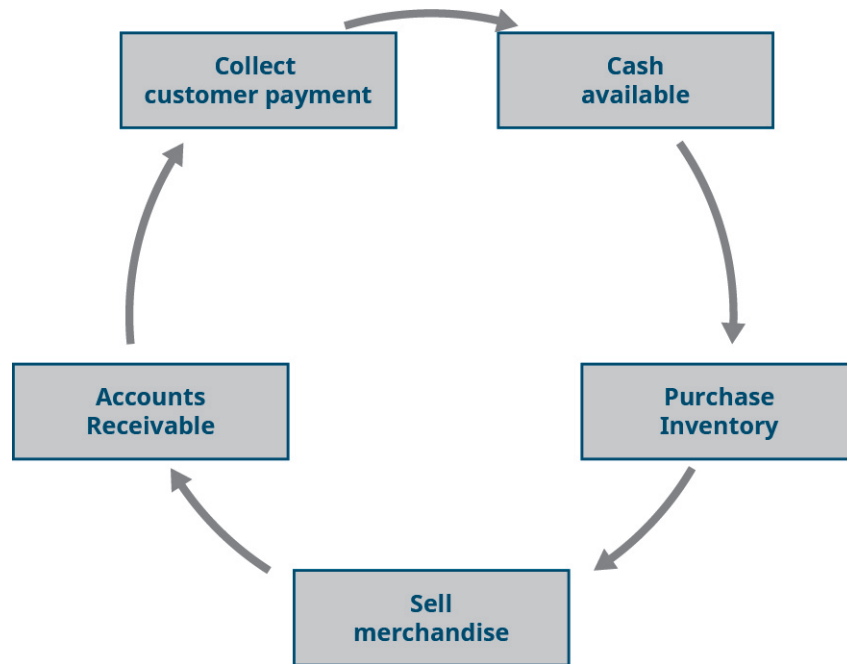 Collect
customer payment
Cash
available
Purchase
Inventory
Sell
merchandise
Accounts
Receivable